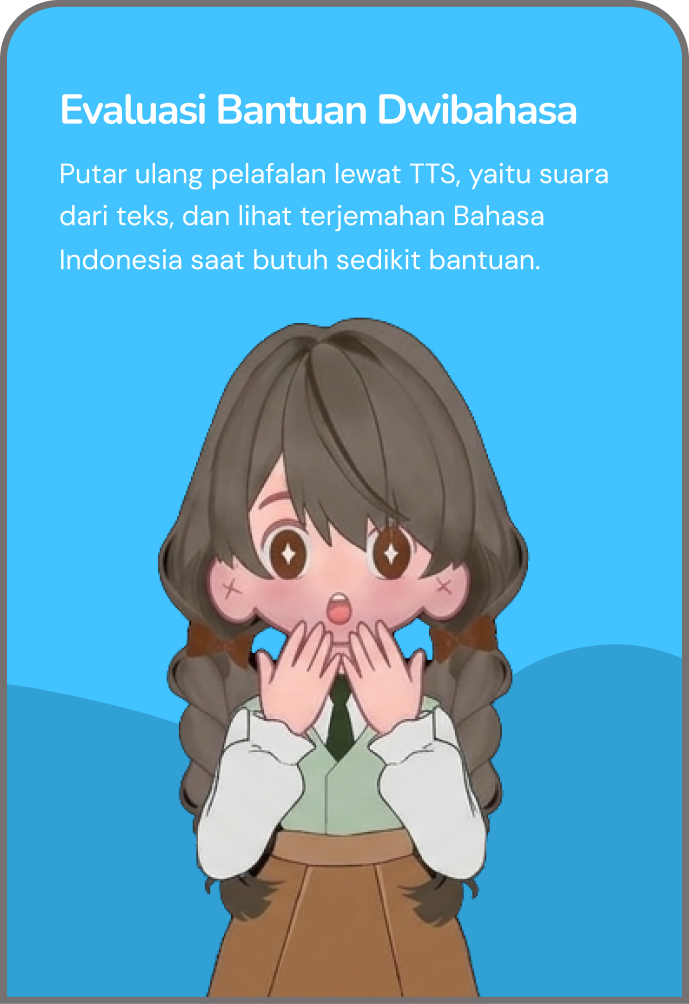 Evaluasi Bantuan Dwibahasa
Putar ulang pelafalan lewat TTS, yaitu suara
dari teks, dan lihat terjemahan Bahasa
Indonesia saat butuh sedikit bantuan.